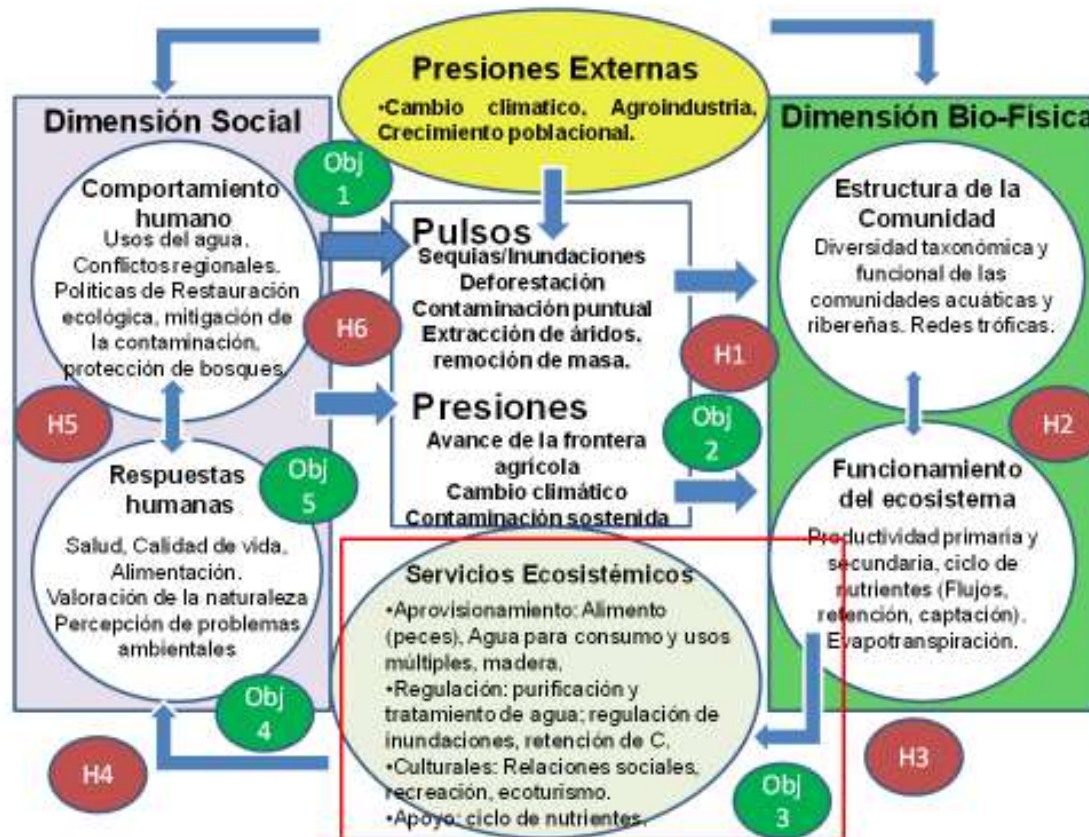 Presiones Externas
•Cambio climatico, Agroindustria,
Crecimiento poblacional.
Dimensión Social
Comportamiento
humano
Usos del agua.
Conflictos regionales.
Politicas de Restauración
ecológica, mitigación de
la contaminación,
protección de bosques.
Respuestas
humanas
Salud, Calidad de vida,
Alimentación.
Valoración de la naturaleza
Percepción de problemas
ambientales
Obj
1
H6
H5
Obj
5
Obj
4
H4
Pulsos
Sequias/Inundaciones
Deforestación
Contaminación puntual
Extracción de áridos,
remoción de masa.
Presiones
Avance de la frontera
agrícola
Cambio climático
Contaminación sostenida
H1
Obj
2
Servicios Ecosistémicos
•Aprovisionamiento: Alimento
(peces), Agua para consumo y usos
múltiples, madera.
•Regulación: purificación y
tratamiento de agua; regulación de
inundaciones, retención de C.
•Culturales: Relaciones sociales,
recreación, ecoturismo.
•Apoyo: ciclo de nutrientes.
Obj
3
Dimensión Bio-Fisica
Estructura de la
Comunidad
Diversidad taxonómica y
funcional de las
comunidades acuáticas y
ribereñas. Redes tróficas.
H2
Funcionamiento
del ecosistema
Productividad primaria y
secundaria, ciclo de
nutrientes (Flujos,
retención, captación).
Evapotranspiración.
H3